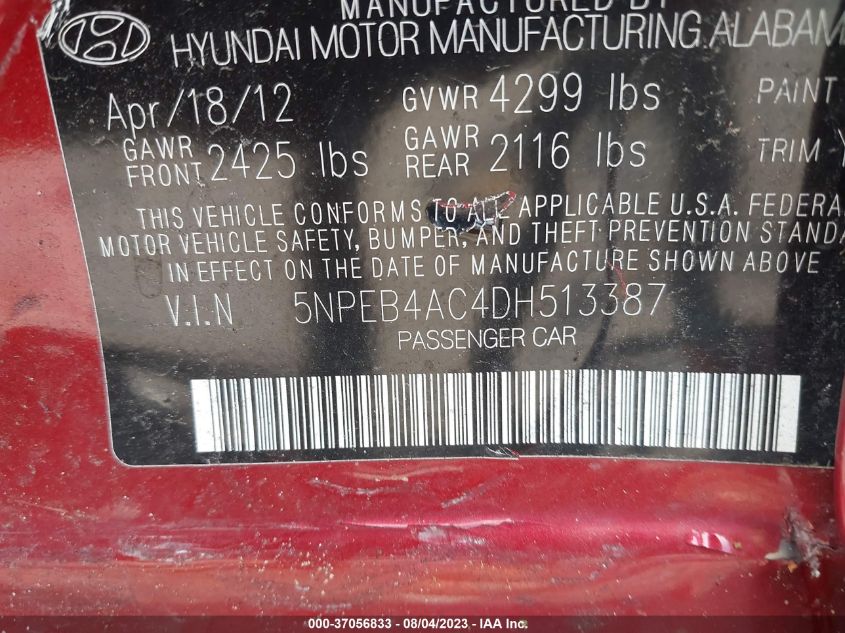 MANUFACTURED BY
HYUNDAI MOTOR MANUFACTURING ALABAM
Apr/18/12 GVWR 4299 lbs PAINT
GAWR FRONT 2425 lbs GAWR REAR 2116 lbs TRIM Y
THIS VEHICLE CONFORMS TO ALL APPLICABLE U.S.A. FEDERA
MOTOR VEHICLE SAFETY, BUMPER, AND THEFT PREVENTION STANDA
IN EFFECT ON THE DATE OF MANUFACTURE SHOWN ABOVE
V.I.N 5NPEB4AC4DH513387
PASSENGER CAR
000-37056833 - 08/04/2023 - IAA Inc.